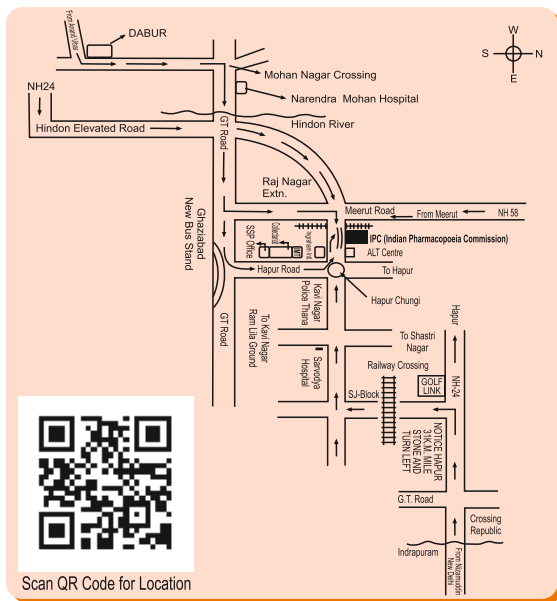 From Anand Vihar
DABUR
W
S
N
E
Mohan Nagar Crossing
NH24
Narendra Mohan Hospital
Hindon River
Hindon Elevated Road
GT Road
Raj Nagar
Extn.
Meerut Road
From Meerut
NH 58
Ghaziabad
New Bus Stand
SSP Office
Collectorat
IPC (Indian Pharmacopoeia Commission)
ALT Centre
Hapur Road
To Hapur
Hapur Chungi
Kavi Nagar
Police Thana
GT Road
To Kavi Nagar
Ram Lila Ground
Hapur
To Shastri
Nagar
Sarvodya
Hospital
Railway Crossing
GOLF
LINK
NH-24
SJ-Block
NOTICE HAPUR
31K.M. MILE
STONE AND
TURN LEFT
G.T. Road
Crossing
Republic
Indrapuram
From Nizamuddin
New Delhi
Scan QR Code for Location